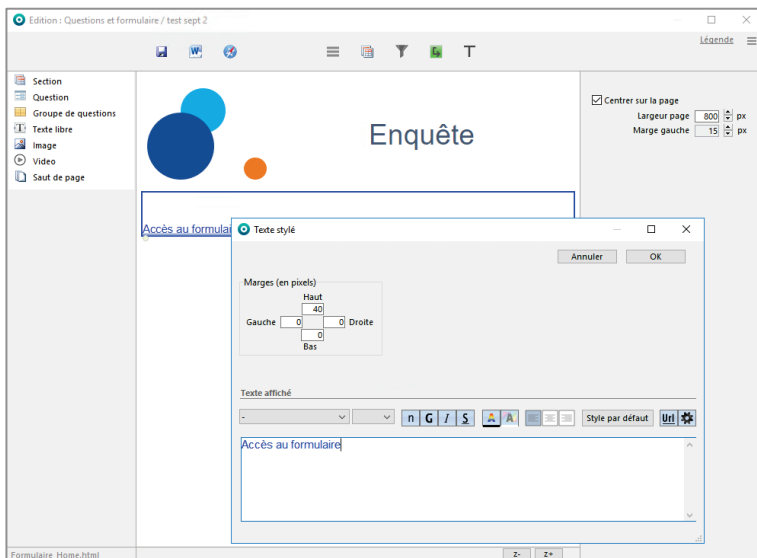 Edition : Questions et formulaire / test sept 2
Légende
Section
Question
Groupe de questions
Texte libre
Image
Video
Saut de page
Enquête
Centrer sur la page
Largeur page 800 px
Marge gauche 15 px
Accès au formulai
Texte stylé
Annuler OK
Marges (en pixels)
Haut
40
Gauche 0 0 Droite
0
Bas
Texte affiché
- n G I S A A Style par défaut Url
Accès au formulaire
Formulaire_Home.html z- z+